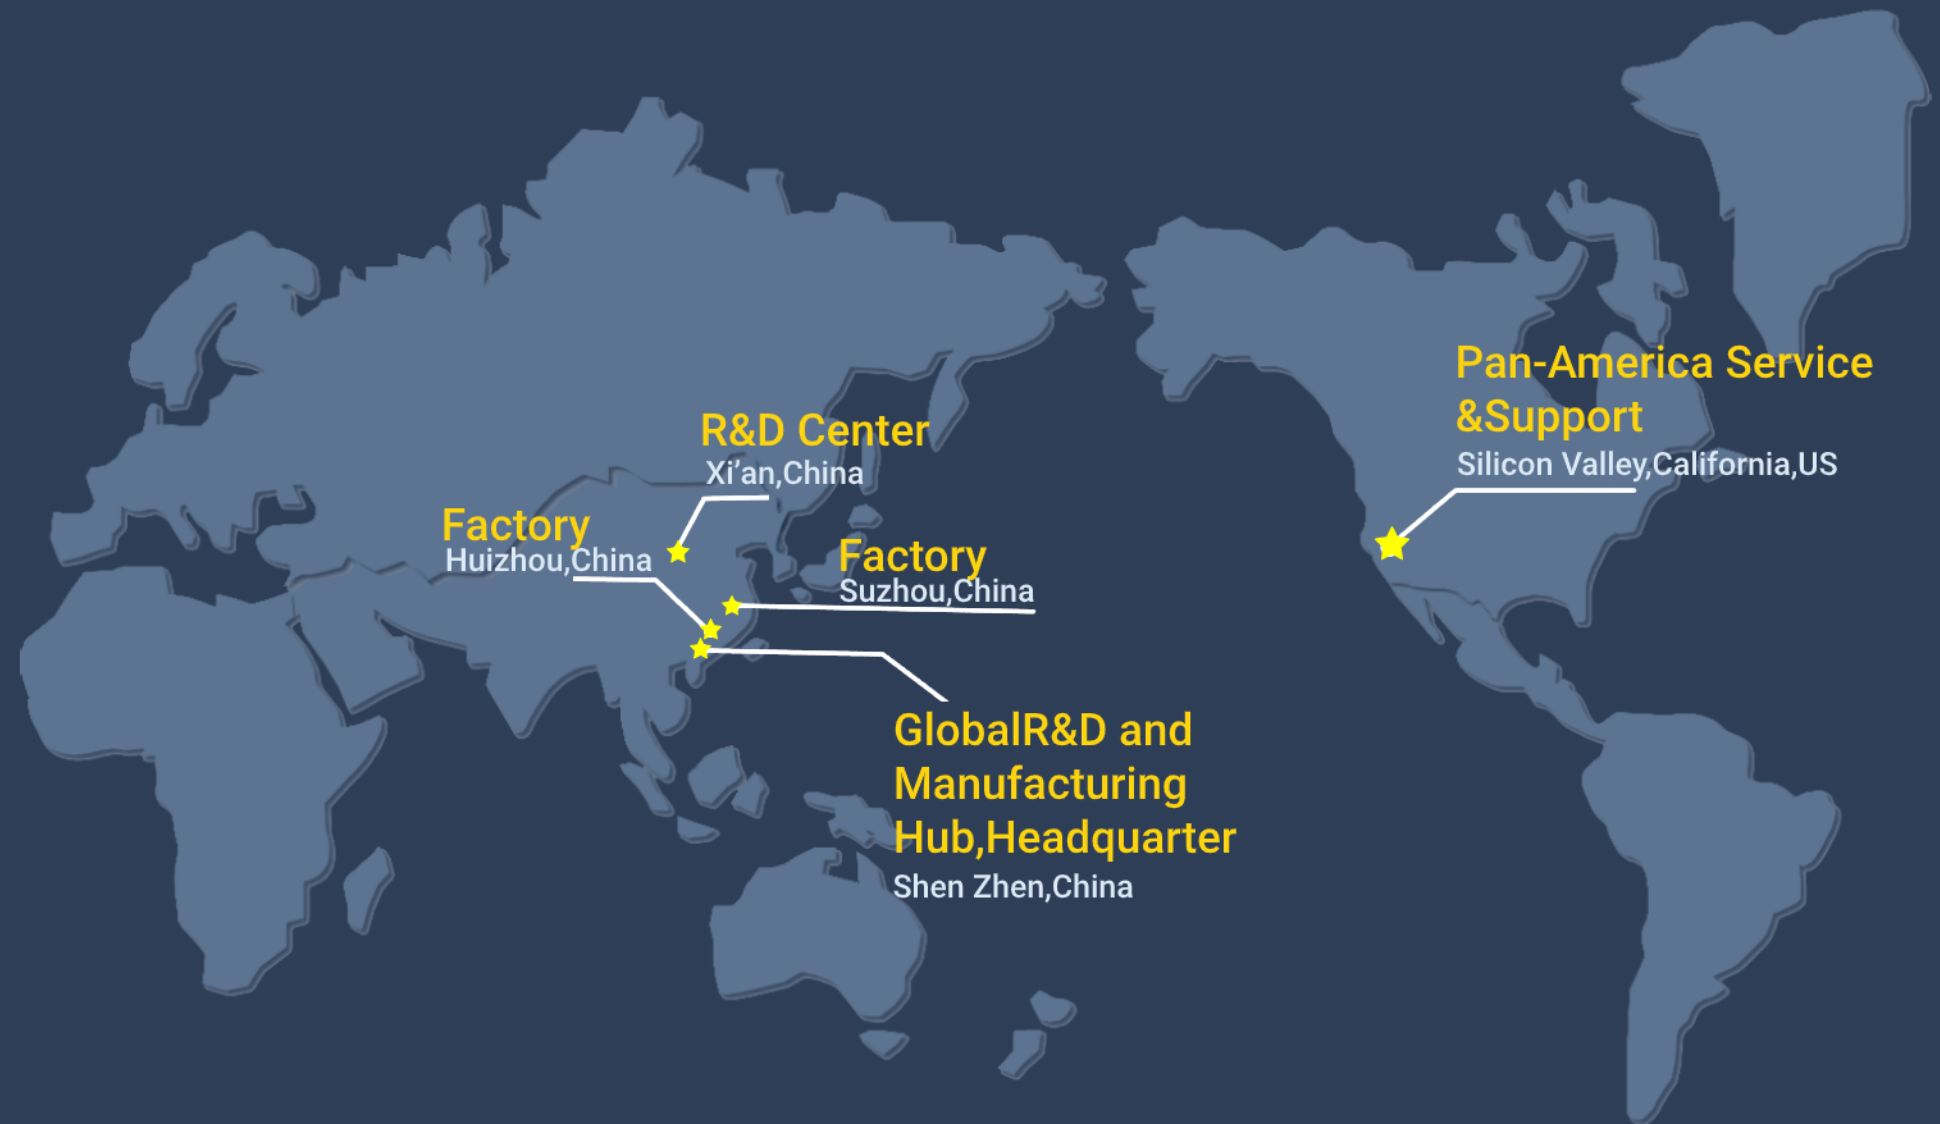 Pan-America Service
&Support
Silicon Valley,California,US
R&D Center
Xi’an,China
Factory
Huizhou,China
Factory
Suzhou,China
GlobalR&D and
Manufacturing
Hub,Headquarter
Shen Zhen,China